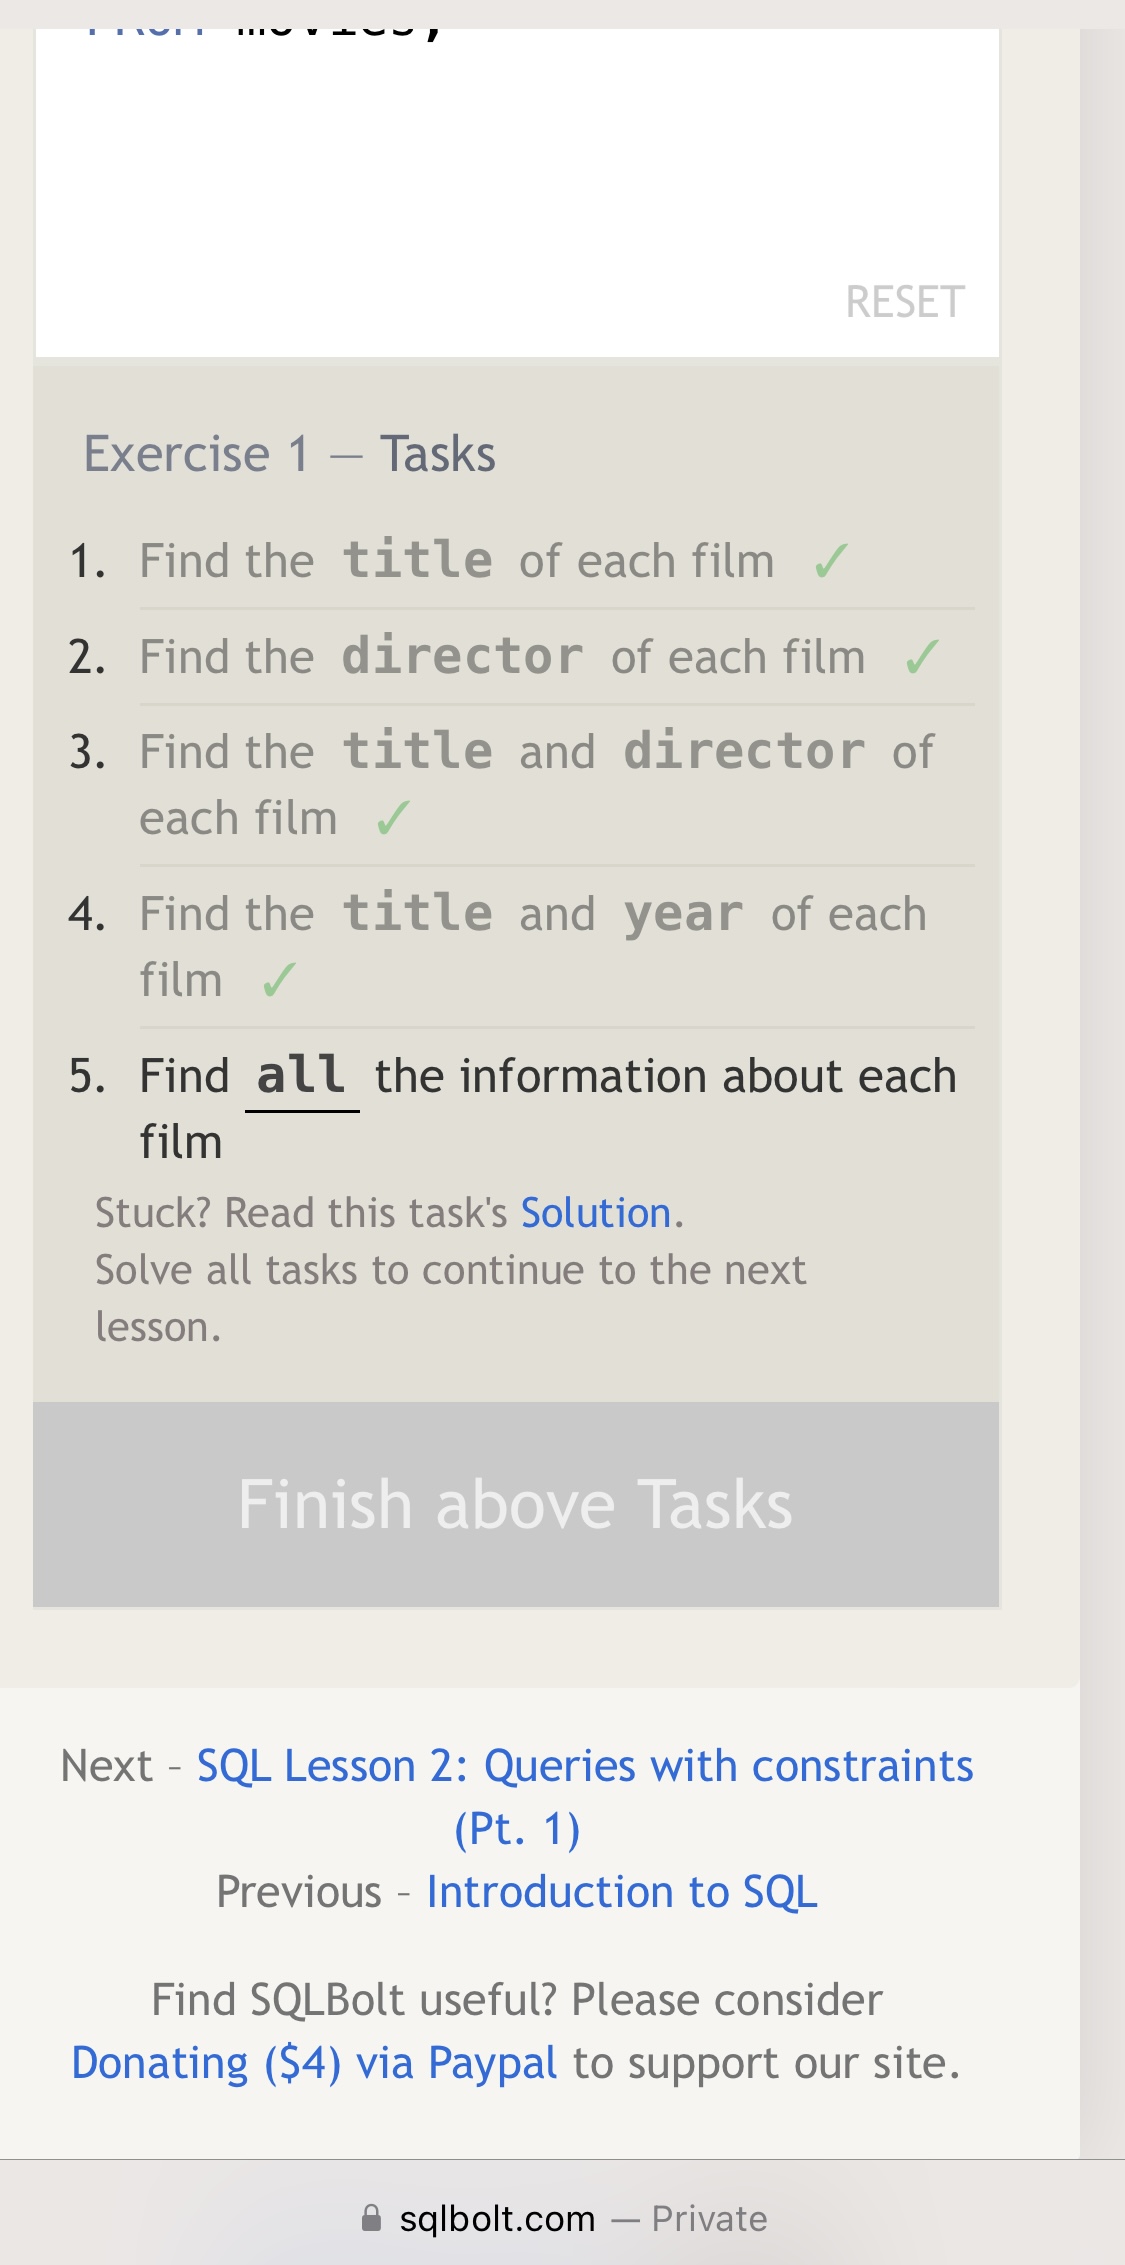 FROM movies;
RESET
Exercise 1 — Tasks
1. Find the title of each film ✓
2. Find the director of each film ✓
3. Find the title and director of
each film ✓
4. Find the title and year of each
film ✓
5. Find all the information about each
film
Stuck? Read this task's Solution.
Solve all tasks to continue to the next
lesson.
Finish above Tasks
Next – SQL Lesson 2: Queries with constraints
(Pt. 1)
Previous – Introduction to SQL
Find SQLBolt useful? Please consider
Donating ($4) via Paypal to support our site.
sqlbolt.com — Private